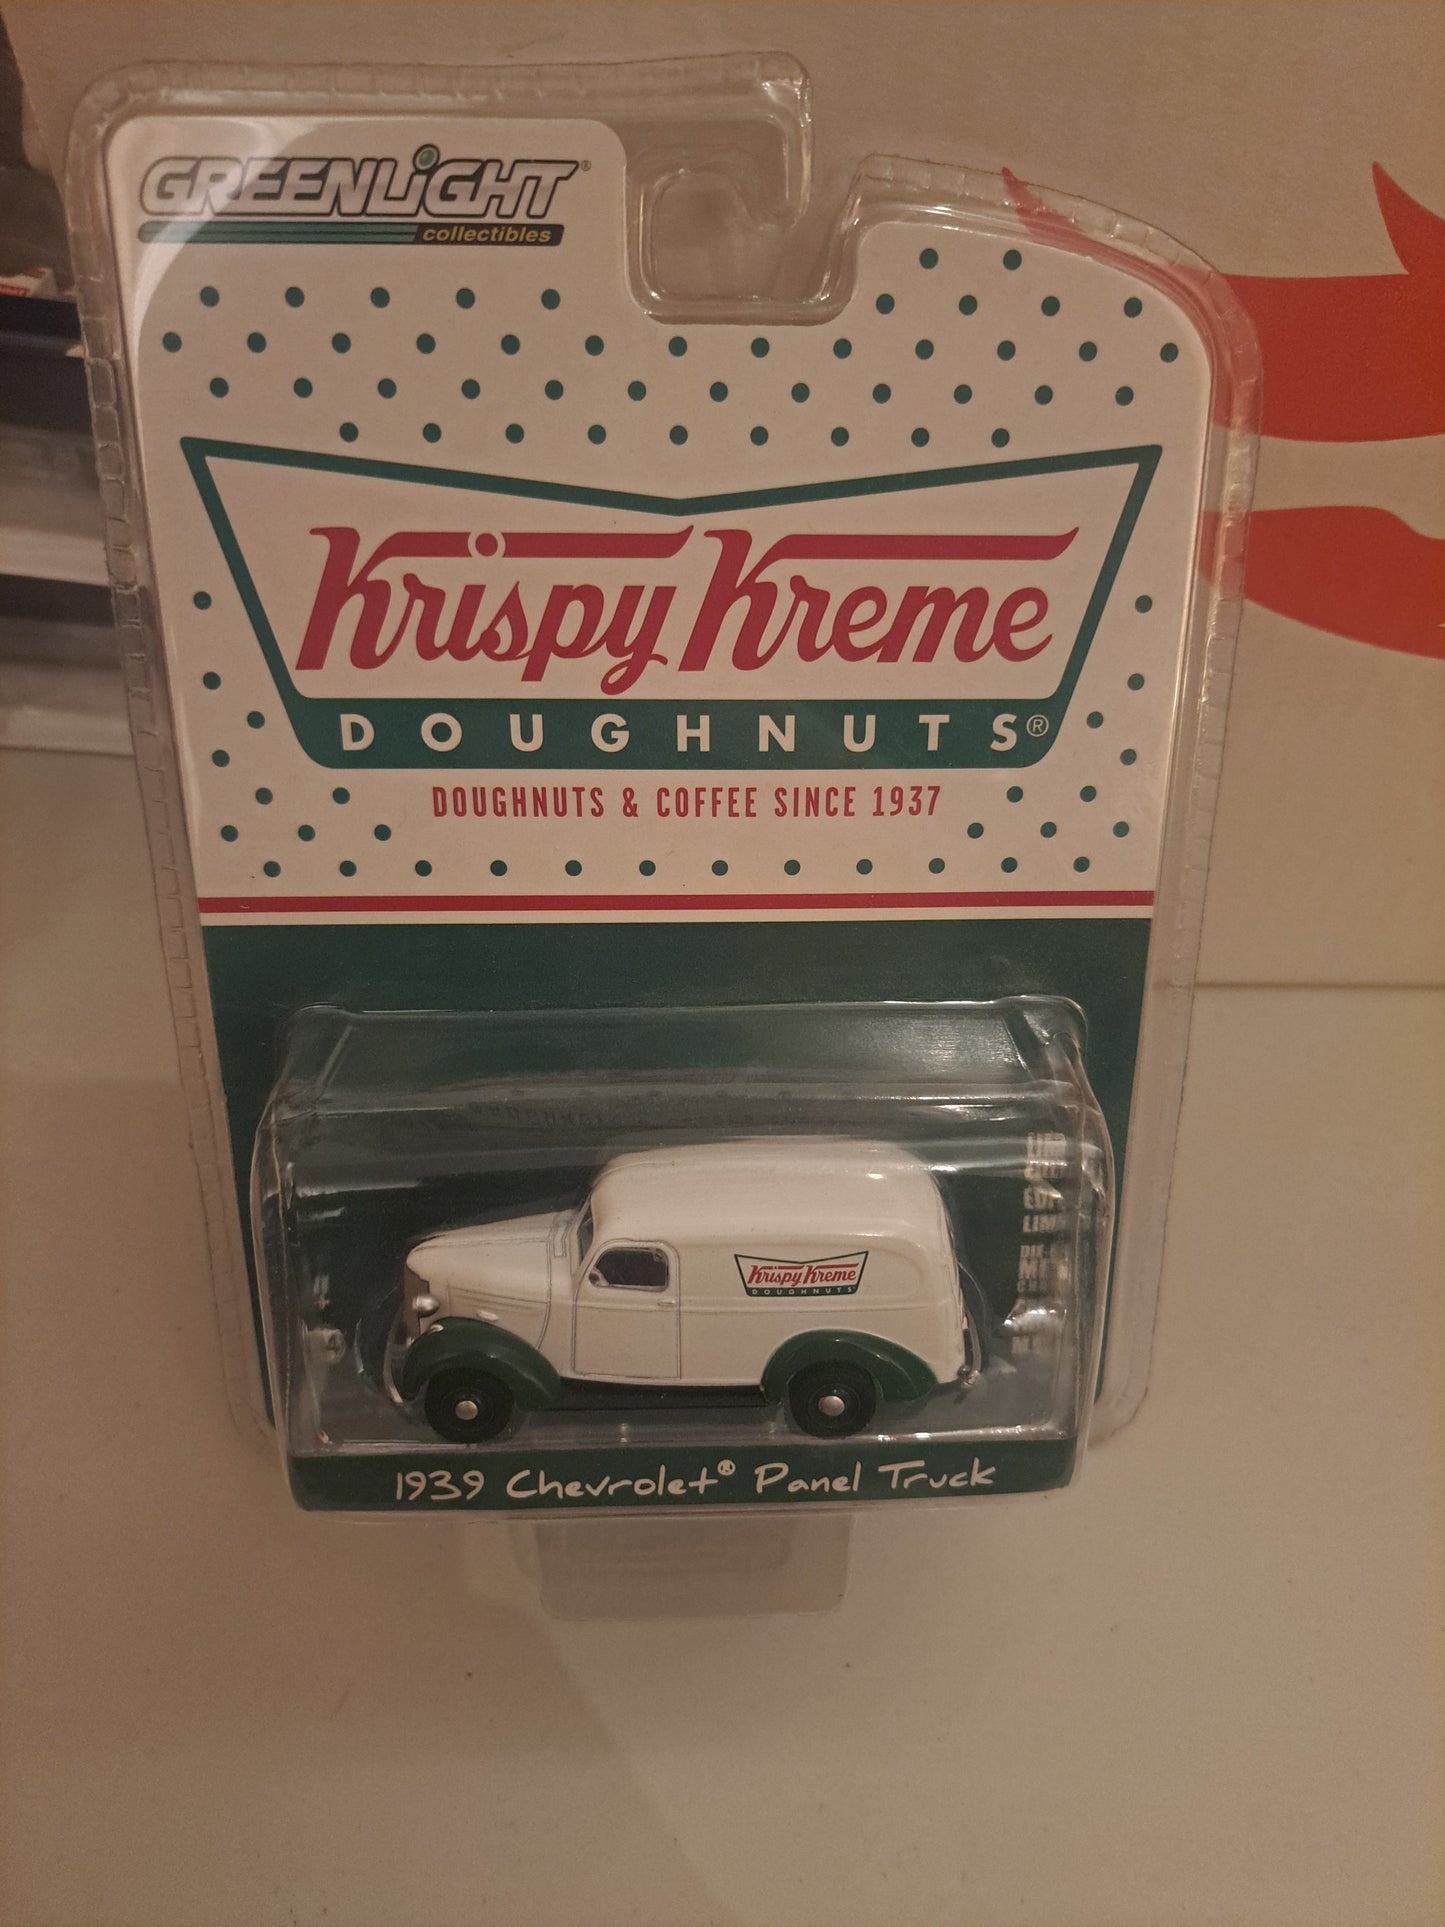 GREENLiGHT®
collectibles
Krispy Kreme
DOUGHNUTS®
DOUGHNUTS & COFFEE SINCE 1937
Krispy Kreme
DOUGHNUTS
1939 Chevrolet® Panel Truck